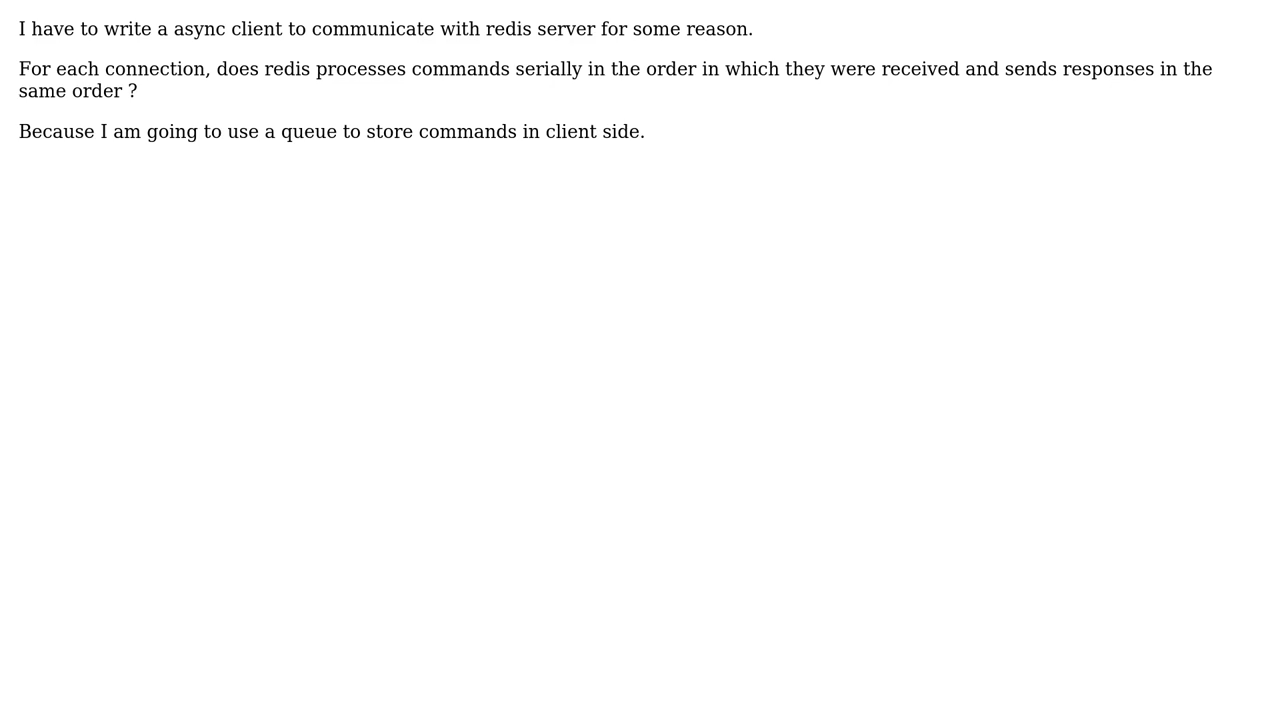 I have to write a async client to communicate with redis server for some reason.
For each connection, does redis processes commands serially in the order in which they were received and sends responses in the
same order ?
Because I am going to use a queue to store commands in client side.